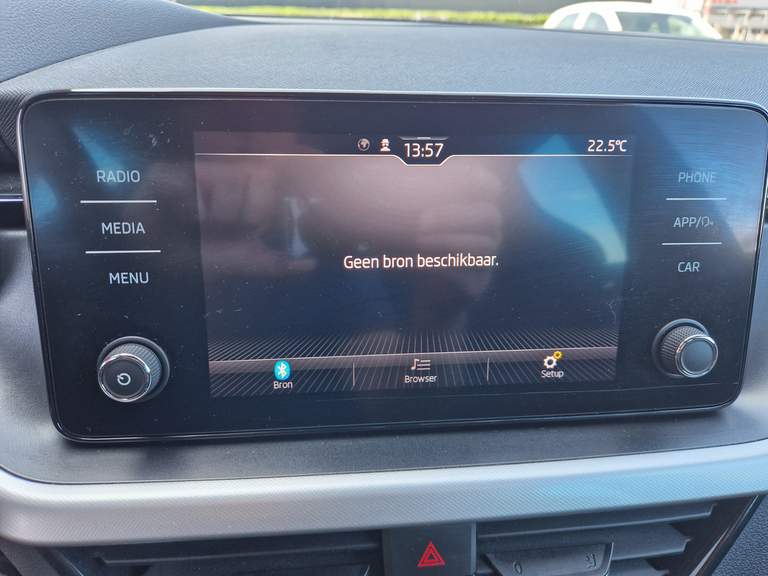 13:57
22.5°C
RADIO
MEDIA
MENU
PHONE
APP/
CAR
Geen bron beschikbaar.
Bron
Browser
Setup